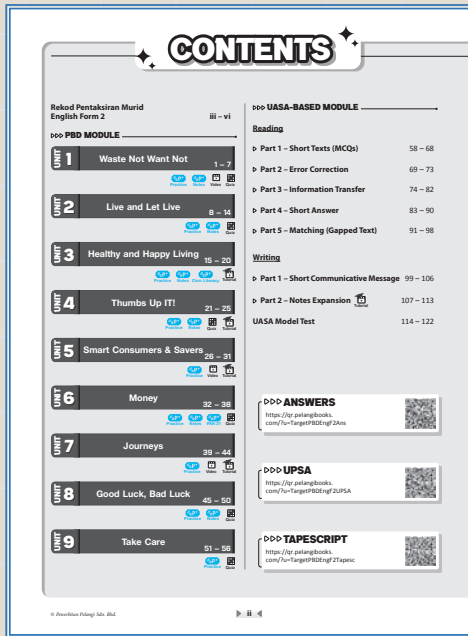 CONTENTS
Rekod Pentaksiran Murid
English Form 2 iii – vi
PBD MODULE
UNIT 1 Waste Not Want Not 1 – 7
Practice Notes Video Quiz
UNIT 2 Live and Let Live 8 – 14
Practice Notes Quiz
UNIT 3 Healthy and Happy Living 15 – 20
Practice Notes Tutorial
UNIT 4 Thumbs Up IT! 21 – 25
Practice Notes Quiz Tutorial
UNIT 5 Smart Consumers & Savers 26 – 31
Practice Video Tutorial
UNIT 6 Money 32 – 38
Practice Notes Quiz
UNIT 7 Journeys 39 – 44
Practice Video Tutorial
UNIT 8 Good Luck, Bad Luck 45 – 50
Practice Notes Quiz
UNIT 9 Take Care 51 – 56
Practice Quiz
UASA-BASED MODULE
Reading
Part 1 – Short Texts (MCQs) 58 – 68
Part 2 – Error Correction 69 – 73
Part 3 – Information Transfer 74 – 82
Part 4 – Short Answer 83 – 90
Part 5 – Matching (Gapped Text) 91 – 98
Writing
Part 1 – Short Communicative Message 99 – 106
Part 2 – Notes Expansion Tutorial 107 – 113
UASA Model Test 114 – 122
ANSWERS
https://qr.pelangibooks.
com/?u=TargetPBDEngF2Ans
UPSA
https://qr.pelangibooks.
com/?u=TargetPBDEngF2UPSA
TAPESCRIPT
https://qr.pelangibooks.
com/?u=TargetPBDEngF2Tapesc
© Penerbitan Pelangi Sdn. Bhd.
ii